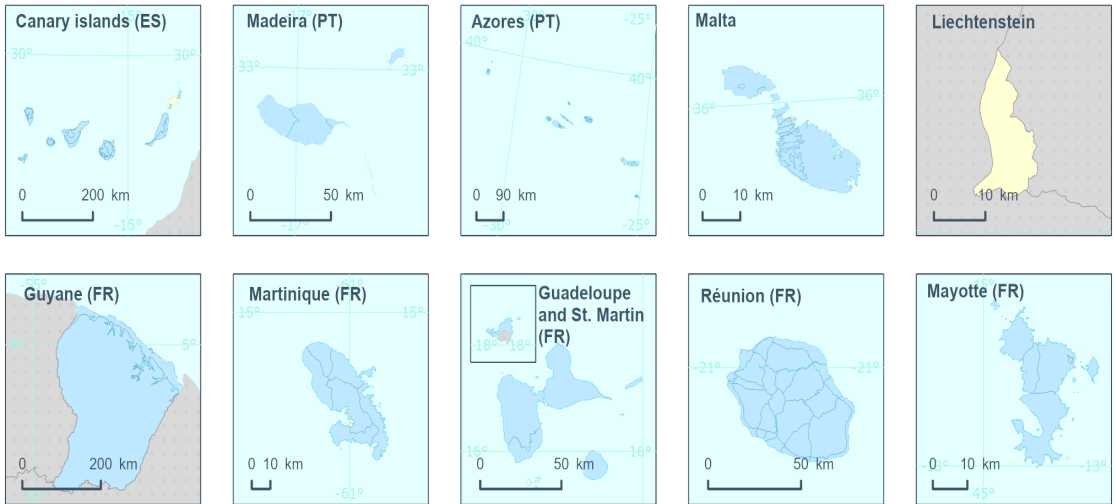 Canary islands (ES)
30°
30°
0 200 km
-15°
Madeira (PT)
33°
33°
0 50 km
-17°
Azores (PT)
-25°
40°
40°
0 90 km
-30°
-25°
Malta
36°
36°
0 10 km
Liechtenstein
0 10 km
Guyane (FR)
-55°
5°
0 200 km
Martinique (FR)
-61°
15°
15°
0 10 km
-61°
Guadeloupe
and St. Martin
(FR)
18° 18°
16°
16°
0 50 km
Réunion (FR)
-21°
-21°
0 50 km
Mayotte (FR)
45°
-13°
0 10 km
45°